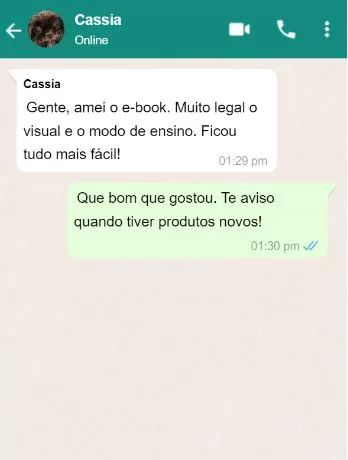 Cassia
Online
Cassia
Gente, amei o e-book. Muito legal o
visual e o modo de ensino. Ficou
tudo mais fácil!
01:29 pm
Que bom que gostou. Te aviso
quando tiver produtos novos!
01:30 pm